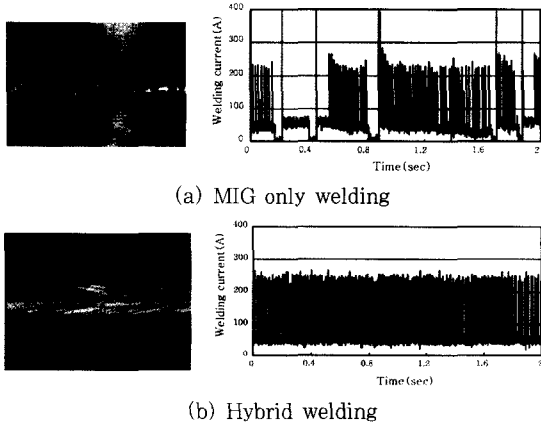 Welding current(A)
400
300
200
100
0
0 0.4 0.8 1.2 1.6 2
Time(sec)
(a) MIG only welding
Welding current(A)
400
300
200
100
0
0 0.4 0.8 1.2 1.6 2
Time(sec)
(b) Hybrid welding